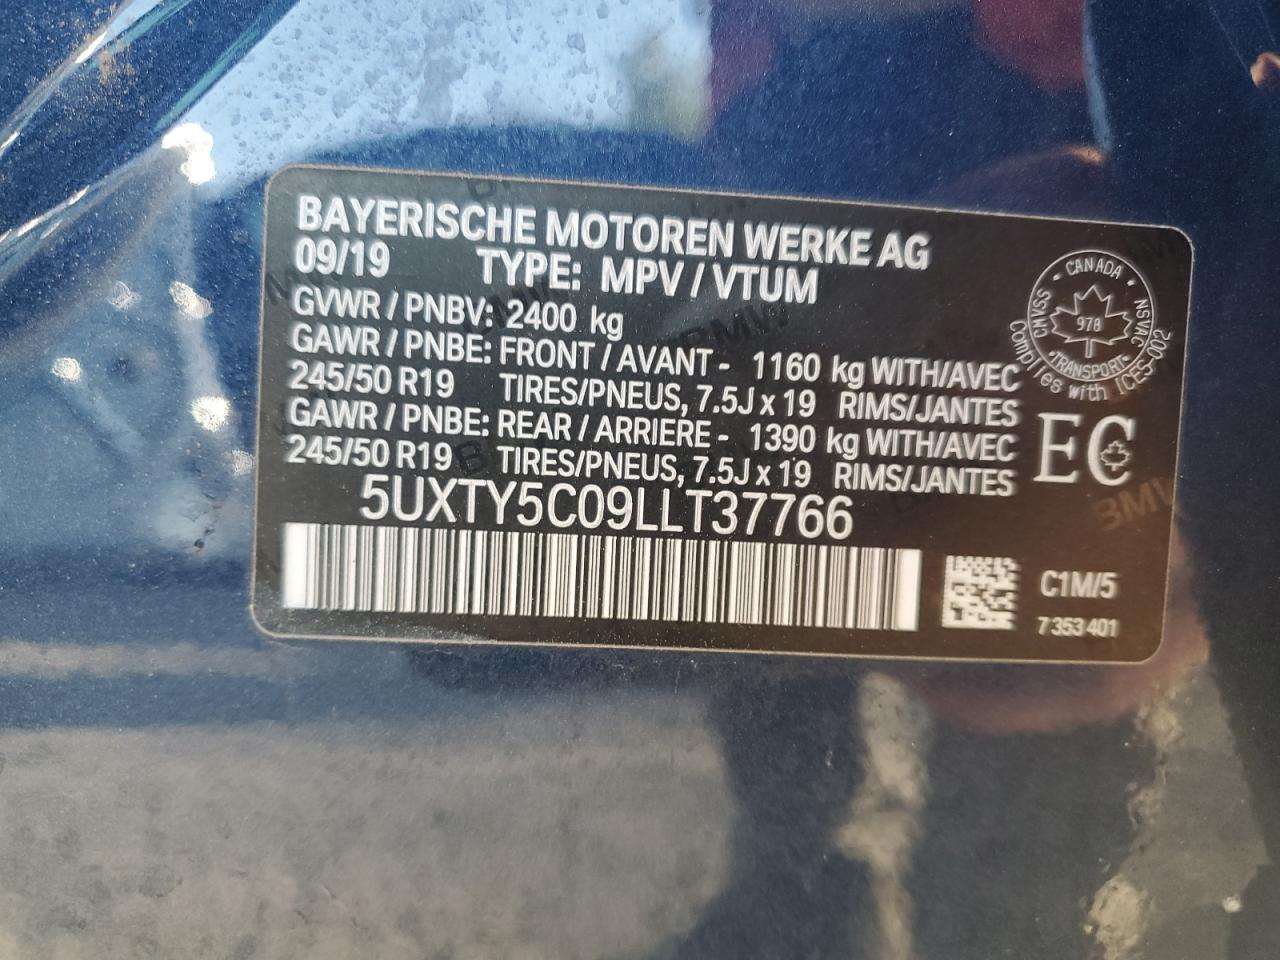 BAYERISCHE MOTOREN WERKE AG
09/19 TYPE: MPV / VTUM
GVWR / PNBV: 2400 kg
GAWR / PNBE: FRONT / AVANT - 1160 kg WITH/AVEC
245/50 R19 TIRES/PNEUS, 7.5J x 19 RIMS/JANTES
GAWR / PNBE: REAR / ARRIERE - 1390 kg WITH/AVEC
245/50 R19 TIRES/PNEUS, 7.5J x 19 RIMS/JANTES
5UXTY5C09LLT37766
CANADA
CMVSS
NSVAC
978
TRANSPORT
Complies with ICES-002
EC
C1M/5
7 353 401
BMW
BMW
BMW